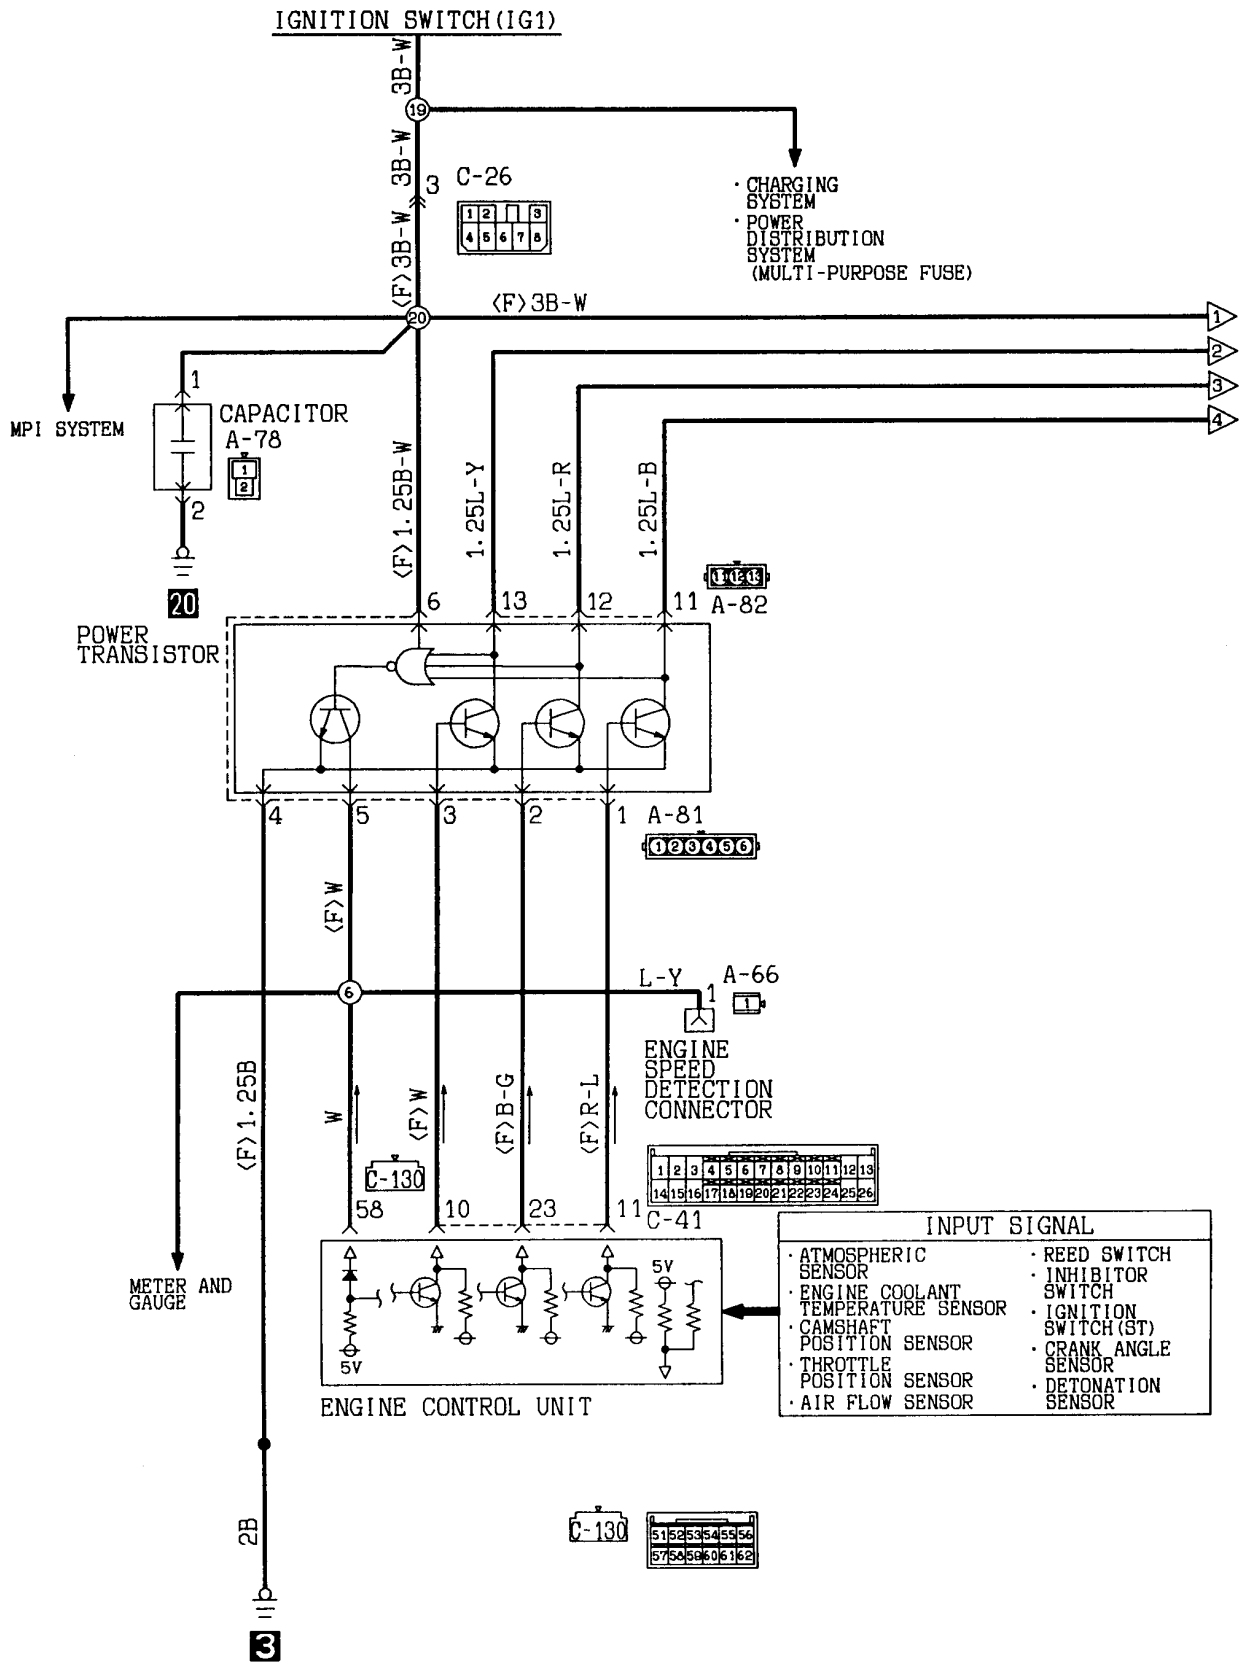 IGNITION SWITCH(IG1)
3B-W
19
3B-W
3
C-26
1 2 3
4 5 6 7 8
· CHARGING
SYSTEM
· POWER
DISTRIBUTION
SYSTEM
(MULTI-PURPOSE FUSE)
<F>3B-W
20
<F>3B-W
1
2
3
4
MPI SYSTEM
1
CAPACITOR
A-78
1
2
2
20
<F>1.25B-W
1.25L-Y
1.25L-R
1.25L-B
11 12 13
A-82
6
13
12
11
POWER
TRANSISTOR
4
5
3
2
1
A-81
1 2 3 4 5 6
<F>W
6
L-Y
1
A-66
1
ENGINE
SPEED
DETECTION
CONNECTOR
<F>1.25B
W
<F>W
<F>B-G
<F>R-L
C-130
1 2 3 4 5 6 7 8 9 10 11 12 13
14 15 16 17 18 19 20 21 22 23 24 25 26
58
10
23
11
C-41
METER AND
GAUGE
5V
5V
ENGINE CONTROL UNIT
INPUT SIGNAL
· ATMOSPHERIC
SENSOR
· ENGINE COOLANT
TEMPERATURE SENSOR
· CAMSHAFT
POSITION SENSOR
· THROTTLE
POSITION SENSOR
· AIR FLOW SENSOR
· REED SWITCH
· INHIBITOR
SWITCH
· IGNITION
SWITCH(ST)
· CRANK ANGLE
SENSOR
· DETONATION
SENSOR
2B
C-130
51 52 53 54 55 56
57 58 59 60 61 62
3